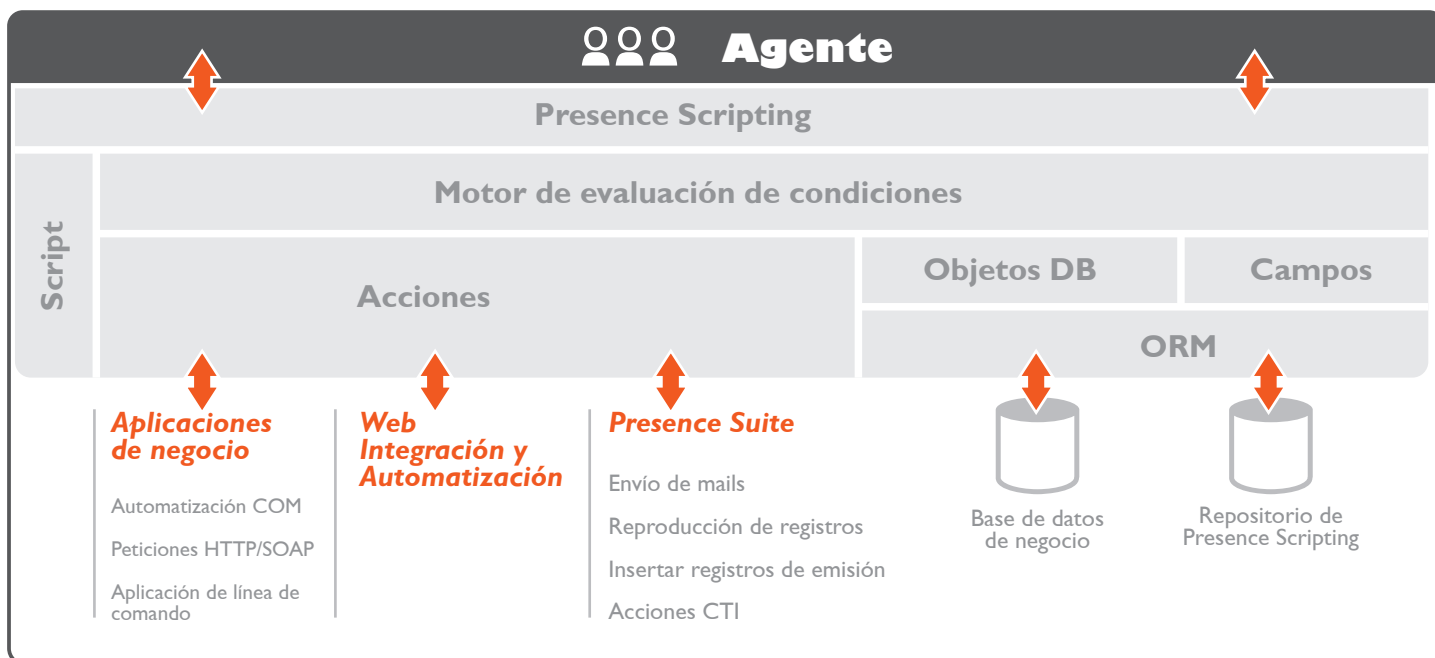 Agente
Presence Scripting
Script
Motor de evaluación de condiciones
Acciones
Objetos DB
Campos
ORM
Aplicaciones
de negocio
Automatización COM
Peticiones HTTP/SOAP
Aplicación de línea de
comando
Web
Integración y
Automatización
Presence Suite
Envío de mails
Reproducción de registros
Insertar registros de emisión
Acciones CTI
Base de datos
de negocio
Repositorio de
Presence Scripting